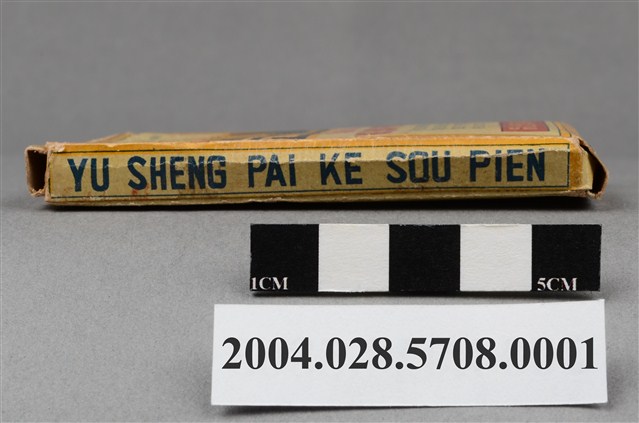 YU SHENG PAI KE SOU PIEN
1CM 5CM
2004.028.5708.0001